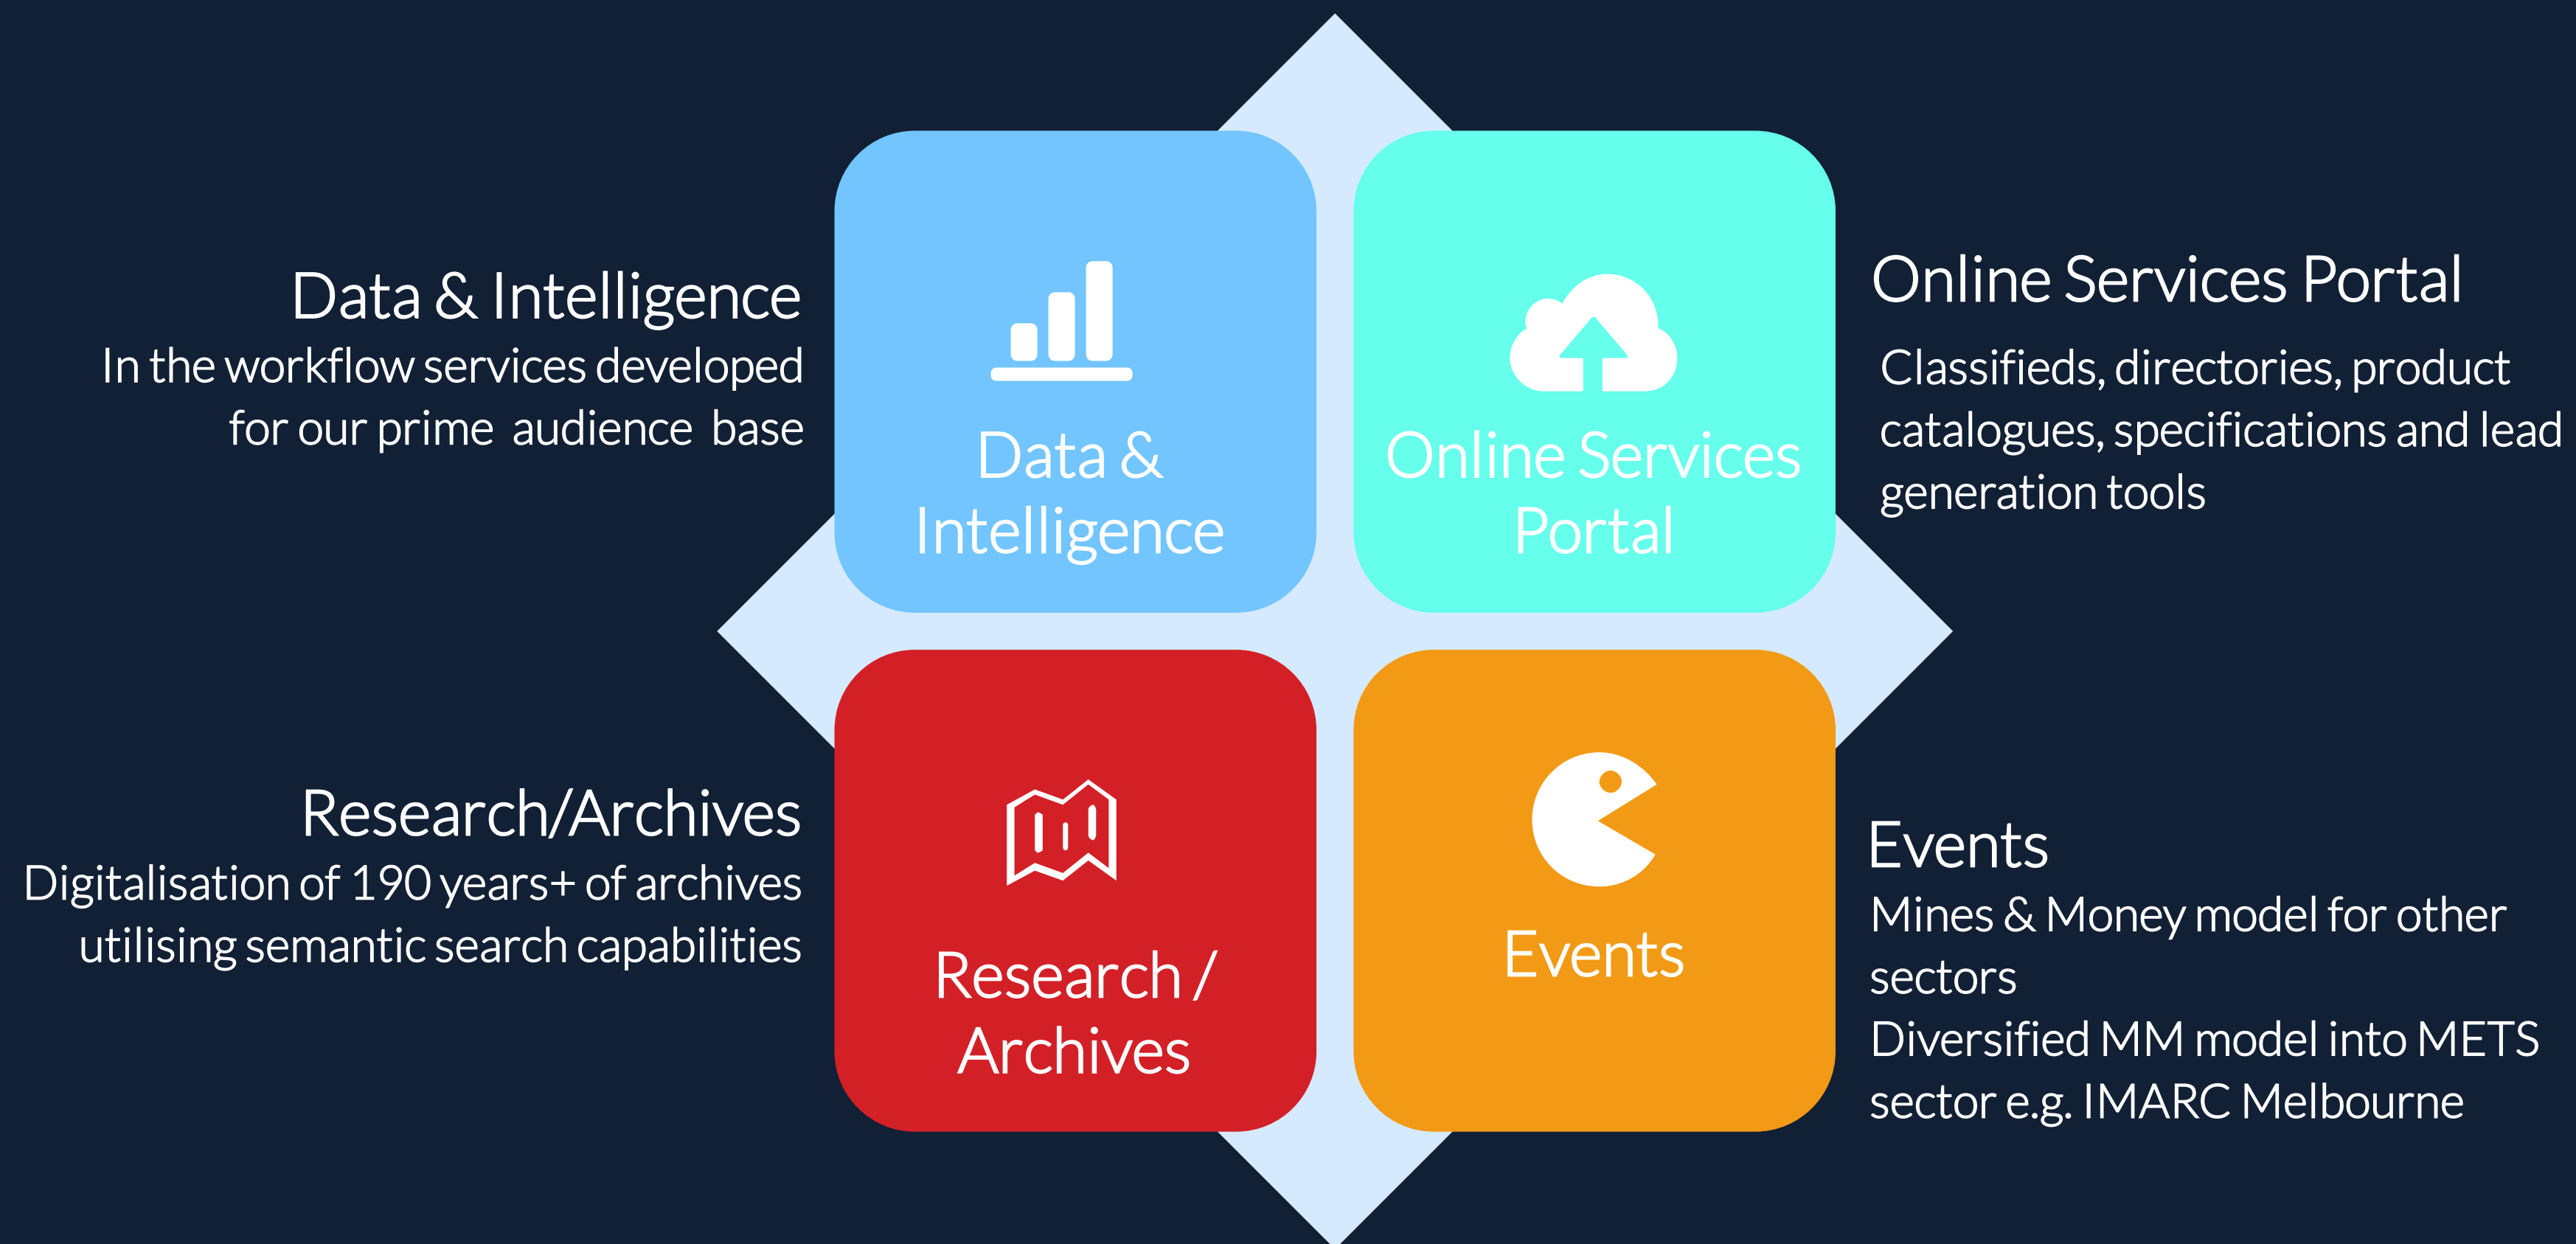 Data & Intelligence
In the workflow services developed
for our prime audience base
Data &
Intelligence
Online Services
Portal
Online Services Portal
Classifieds, directories, product
catalogues, specifications and lead
generation tools
Research/Archives
Digitalisation of 190 years+ of archives
utilising semantic search capabilities
Research /
Archives
Events
Events
Mines & Money model for other
sectors
Diversified MM model into METS
sector e.g. IMARC Melbourne